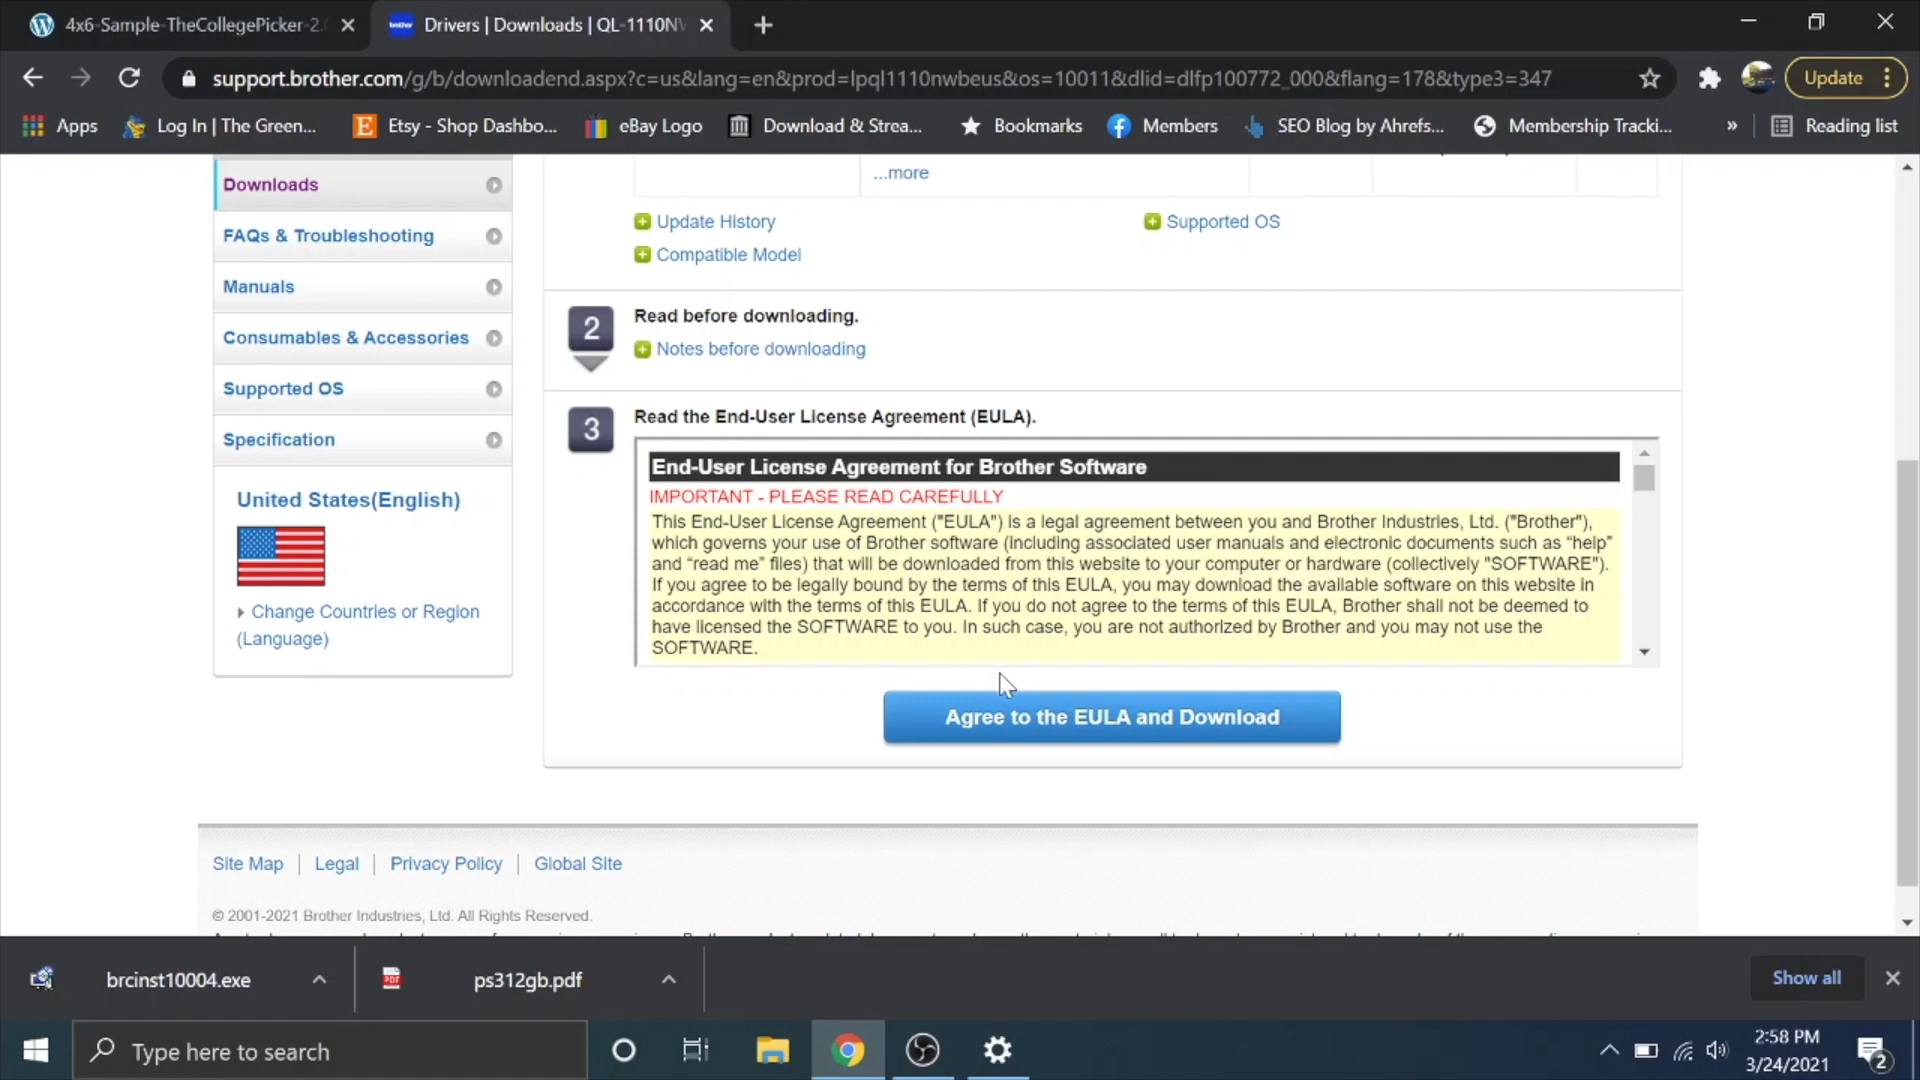 4x6-Sample-TheCollegePicker-2.
brother
Drivers | Downloads | QL-1110NV
support.brother.com/g/b/downloadend.aspx?c=us&lang=en&prod=lpql1110nwbeus&os=10011&dlid=dlfp100772_000&flang=178&type3=347
Update
Apps
Log In | The Green...
Etsy - Shop Dashbo...
eBay Logo
Download & Strea...
Bookmarks
Members
SEO Blog by Ahrefs...
Membership Tracki...
»
Reading list
Downloads
FAQs & Troubleshooting
Manuals
Consumables & Accessories
Supported OS
Specification
United States(English)
Change Countries or Region
(Language)
...more
Update History
Supported OS
Compatible Model
2
Read before downloading.
Notes before downloading
3
Read the End-User License Agreement (EULA).
End-User License Agreement for Brother Software
IMPORTANT - PLEASE READ CAREFULLY
This End-User License Agreement ("EULA") is a legal agreement between you and Brother Industries, Ltd. ("Brother"),
which governs your use of Brother software (including associated user manuals and electronic documents such as “help”
and “read me” files) that will be downloaded from this website to your computer or hardware (collectively "SOFTWARE").
If you agree to be legally bound by the terms of this EULA, you may download the available software on this website in
accordance with the terms of this EULA. If you do not agree to the terms of this EULA, Brother shall not be deemed to
have licensed the SOFTWARE to you. In such case, you are not authorized by Brother and you may not use the
SOFTWARE.
Agree to the EULA and Download
Site Map | Legal | Privacy Policy | Global Site
© 2001-2021 Brother Industries, Ltd. All Rights Reserved.
brcinst10004.exe
PDF
ps312gb.pdf
Show all
Type here to search
2:58 PM
3/24/2021
2